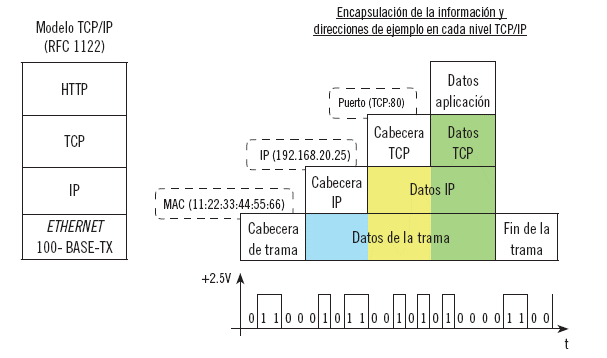 Modelo TCP/IP
(RFC 1122)
HTTP
TCP
IP
ETHERNET
100- BASE-TX
Encapsulación de la información y
direcciones de ejemplo en cada nivel TCP/IP
Datos
aplicación
Puerto (TCP:80)
Cabecera
TCP
Datos
TCP
IP (192.168.20.25)
Cabecera
IP
Datos IP
MAC (11:22:33:44:55:66)
Cabecera
de trama
Datos de la trama
Fin de la
trama
+2.5V
0 1 1 0 0 0 1 0 1 1 0 0 1 0 1 0 1 0 0 0 0 1 1 0 0
t